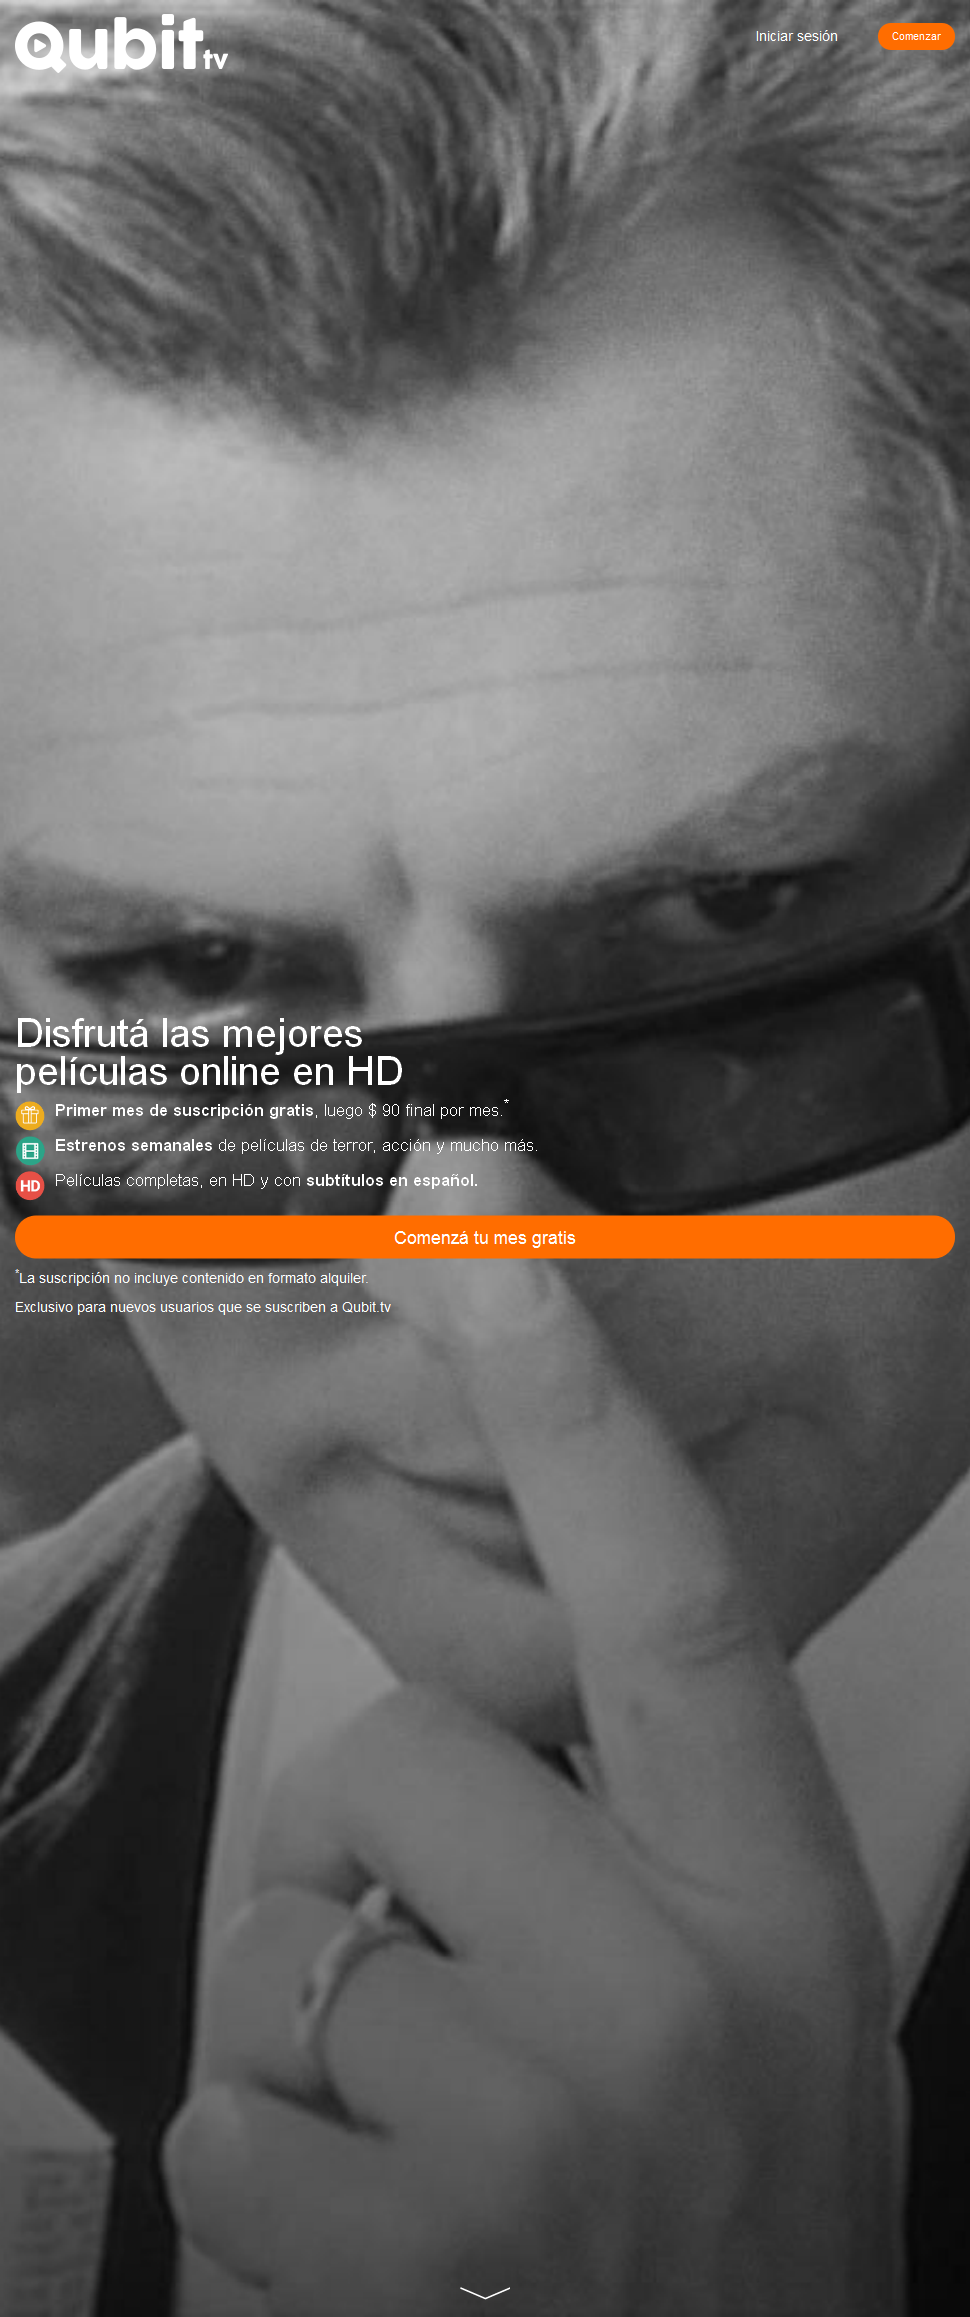 Qubit tv
Iniciar sesión
Comenzar
Disfrutá las mejores
películas online en HD
Primer mes de suscripción gratis, luego $ 90 final por mes.*
Estrenos semanales de películas de terror, acción y mucho más.
HD Películas completas, en HD y con subtítulos en español.
Comenzá tu mes gratis
*La suscripción no incluye contenido en formato alquiler.
Exclusivo para nuevos usuarios que se suscriben a Qubit.tv